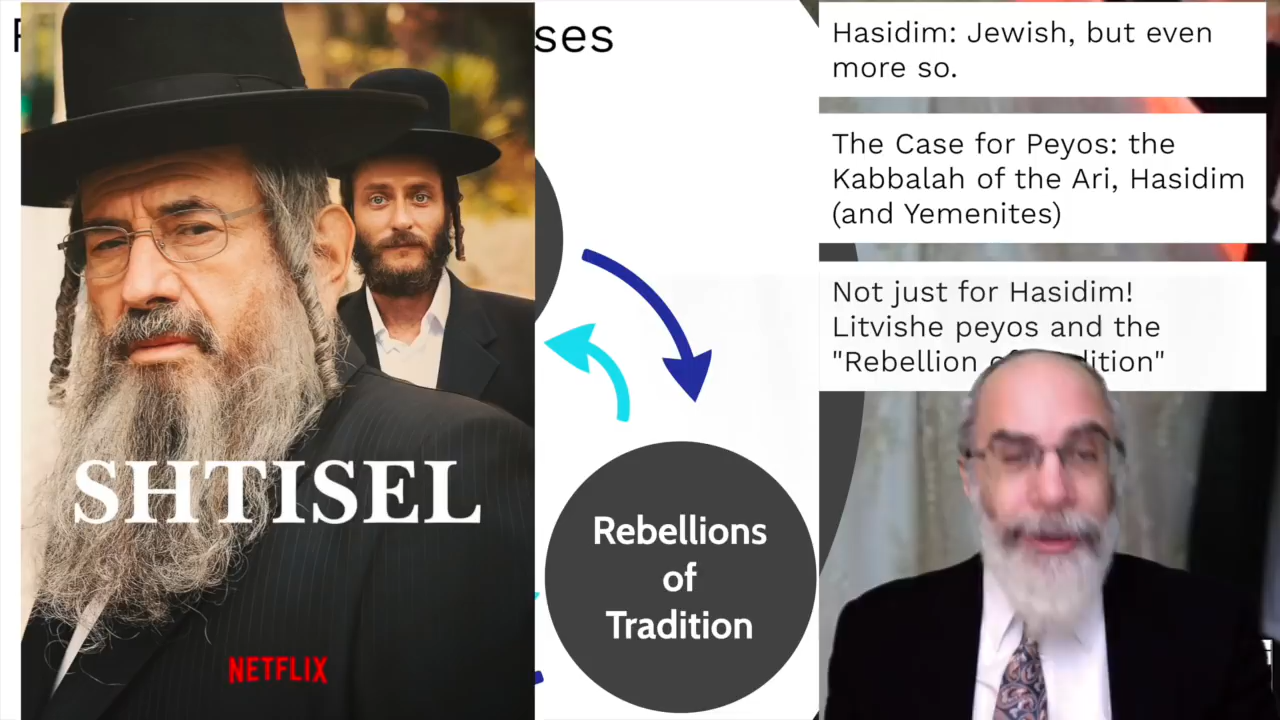 ses
SHTISEL
NETFLIX
Rebellions
of
Tradition
Hasidim: Jewish, but even
more so.
The Case for Peyos: the
Kabbalah of the Ari, Hasidim
(and Yemenites)
Not just for Hasidim!
Litvishe peyos and the
"Rebellion